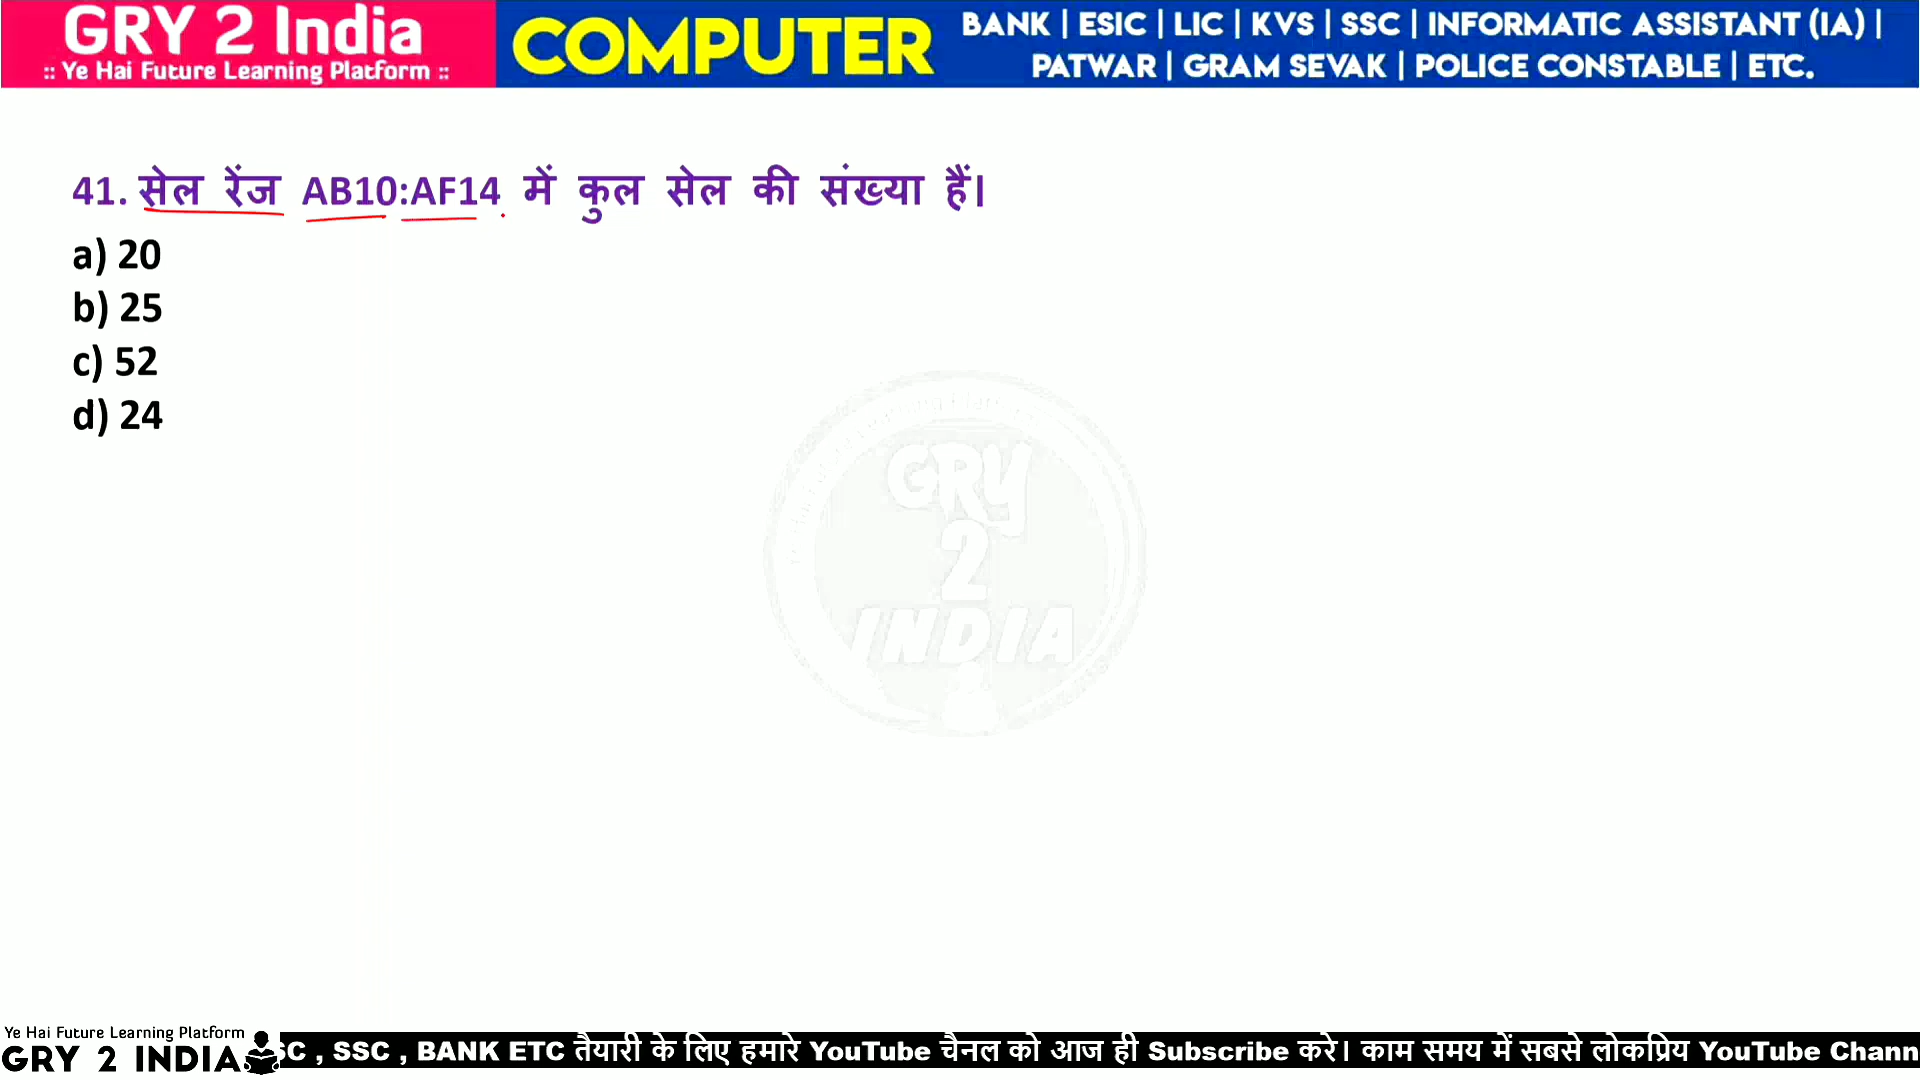 GRY 2 India
:: Ye Hai Future Learning Platform ::
COMPUTER
BANK | ESIC | LIC | KVS | SSC | INFORMATIC ASSISTANT (IA) |
PATWAR | GRAM SEVAK | POLICE CONSTABLE | ETC.
41. सेल रेंज AB10:AF14 में कुल सेल की संख्या हैं।
a) 20
b) 25
c) 52
d) 24
GRY
2
INDIA
Ye Hai Future Learning Platform
GRY 2 INDIA
SC , SSC , BANK ETC तैयारी के लिए हमारे YouTube चैनल को आज ही Subscribe करे। काम समय में सबसे लोकप्रिय YouTube Chann